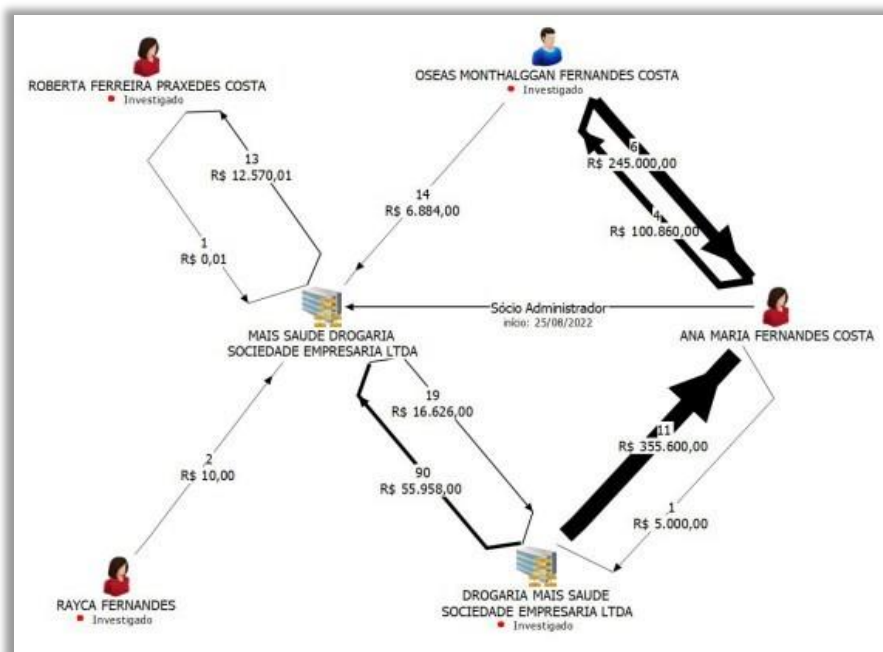 ROBERTA FERREIRA PRAXEDES COSTA
Investigado
OSEAS MONTHALGGAN FERNANDES COSTA
Investigado
13
R$ 12.570,01
6
R$ 245.000,00
14
R$ 6.884,00
4
R$ 100.860,00
1
R$ 0,01
Sócio Administrador
início: 25/08/2022
MAIS SAUDE DROGARIA
SOCIEDADE EMPRESARIA LTDA
ANA MARIA FERNANDES COSTA
19
R$ 16.626,00
11
R$ 355.600,00
2
R$ 10,00
90
R$ 55.958,00
1
R$ 5.000,00
RAYCA FERNANDES
Investigado
DROGARIA MAIS SAUDE
SOCIEDADE EMPRESARIA LTDA
Investigado